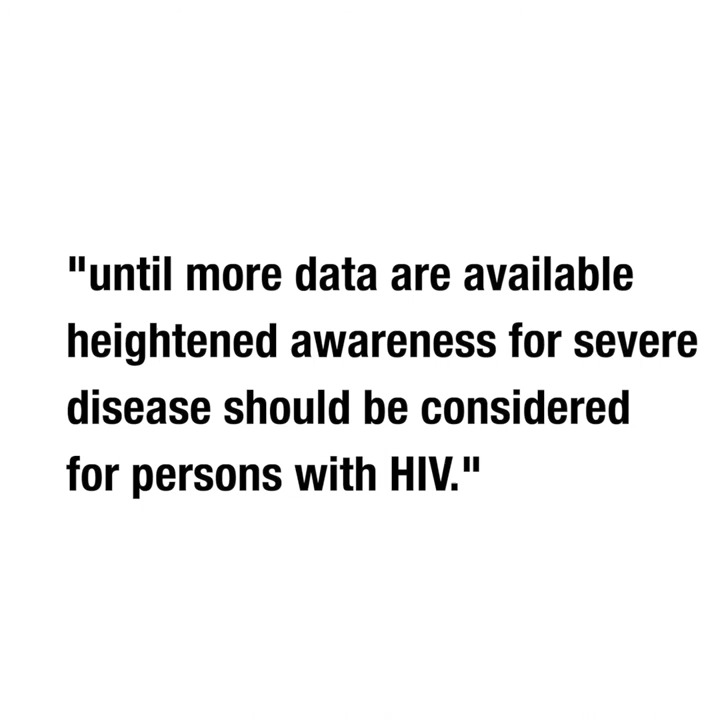 "until more data are available
heightened awareness for severe
disease should be considered
for persons with HIV."